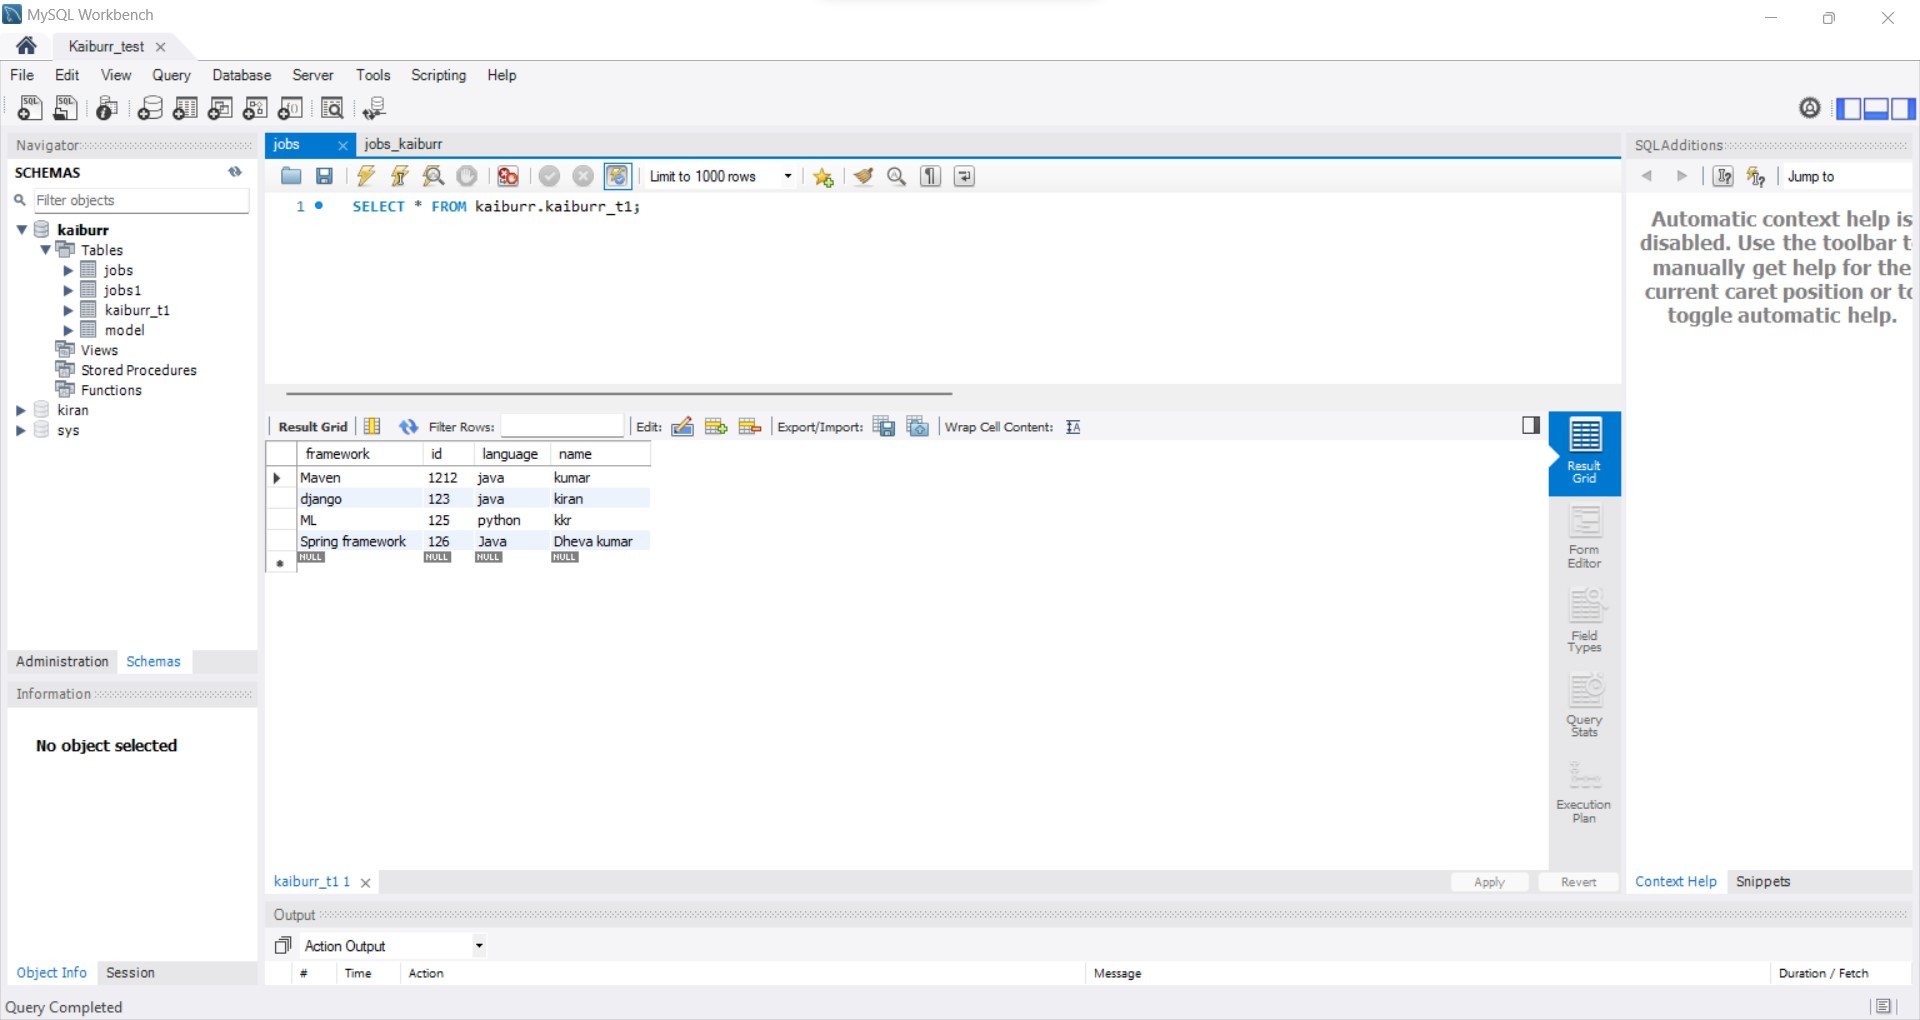 MySQL Workbench
Kaiburr_test
File Edit View Query Database Server Tools Scripting Help
Navigator
SCHEMAS
Filter objects
kaiburr
Tables
jobs
jobs1
kaiburr_t1
model
Views
Stored Procedures
Functions
kiran
sys
Administration Schemas
Information
No object selected
Object Info Session
jobs jobs_kaiburr
Limit to 1000 rows
1 SELECT * FROM kaiburr.kaiburr_t1;
Result Grid Filter Rows: Edit: Export/Import: Wrap Cell Content:
framework id language name
Maven 1212 java kumar
django 123 java kiran
ML 125 python kkr
Spring framework 126 Java Dheva kumar
NULL NULL NULL NULL
Result
Grid
Form
Editor
Field
Types
Query
Stats
Execution
Plan
kaiburr_t1 1 Apply Revert
SQLAdditions
Jump to
Automatic context help is
disabled. Use the toolbar t
manually get help for the
current caret position or to
toggle automatic help.
Context Help Snippets
Output
Action Output
# Time Action Message Duration / Fetch
Query Completed